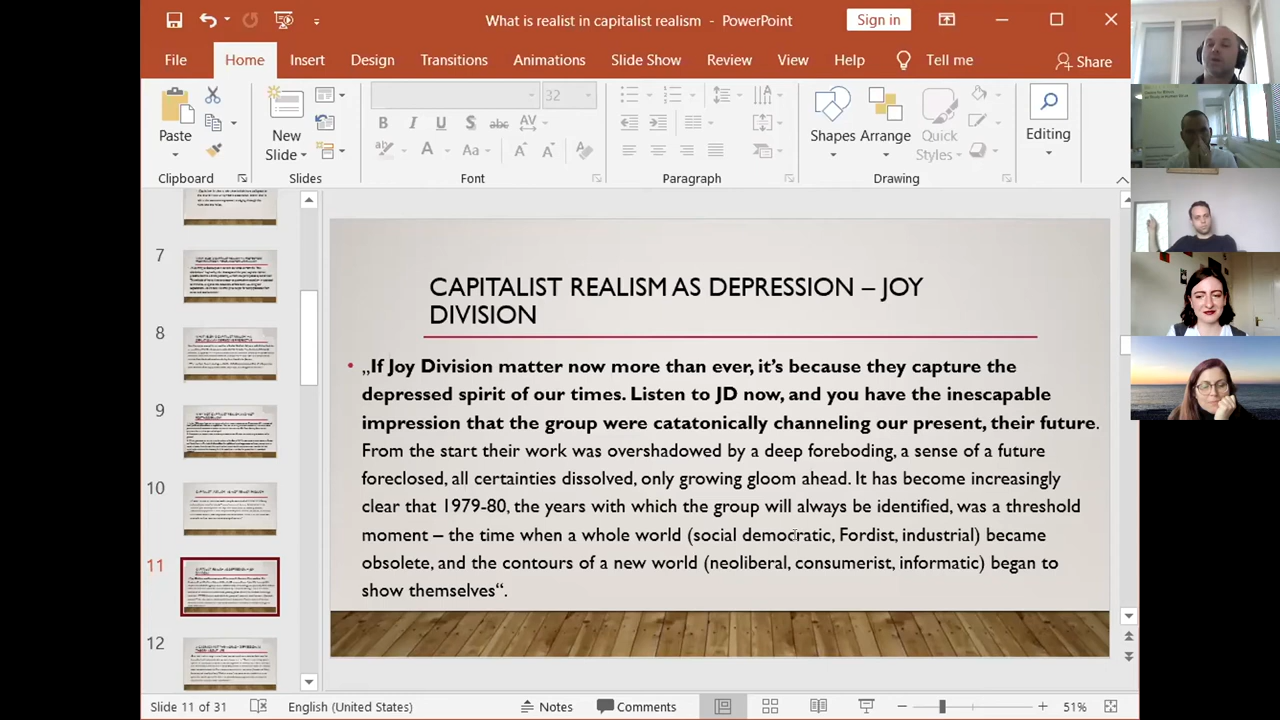 What is realist in capitalist realism - PowerPoint
Sign in
File Home Insert Design Transitions Animations Slide Show Review View Help Tell me Share
32
Paste
New
Slide
Shapes Arrange Quick
Styles
Editing
Clipboard Slides Font Paragraph Drawing
7
8
9
10
11
12
CAPITALIST REALISM AS DEPRESSION – JOY
DIVISION
• „If Joy Division matter now more than ever, it’s because they capture the
depressed spirit of our times. Listen to JD now, and you have the inescapable
impression that the group were catatonically channeling our present, their future.
From the start their work was overshadowed by a deep foreboding, a sense of a future
foreclosed, all certainties dissolved, only growing gloom ahead. It has become increasingly
clear that 1979-80, the years with which the group will always be identified, was a threshold
moment – the time when a whole world (social democratic, Fordist, industrial) became
obsolete, and the contours of a new world (neoliberal, consumerist, informatic) began to
show themselves“.
Slide 11 of 31 English (United States) Notes Comments 51%